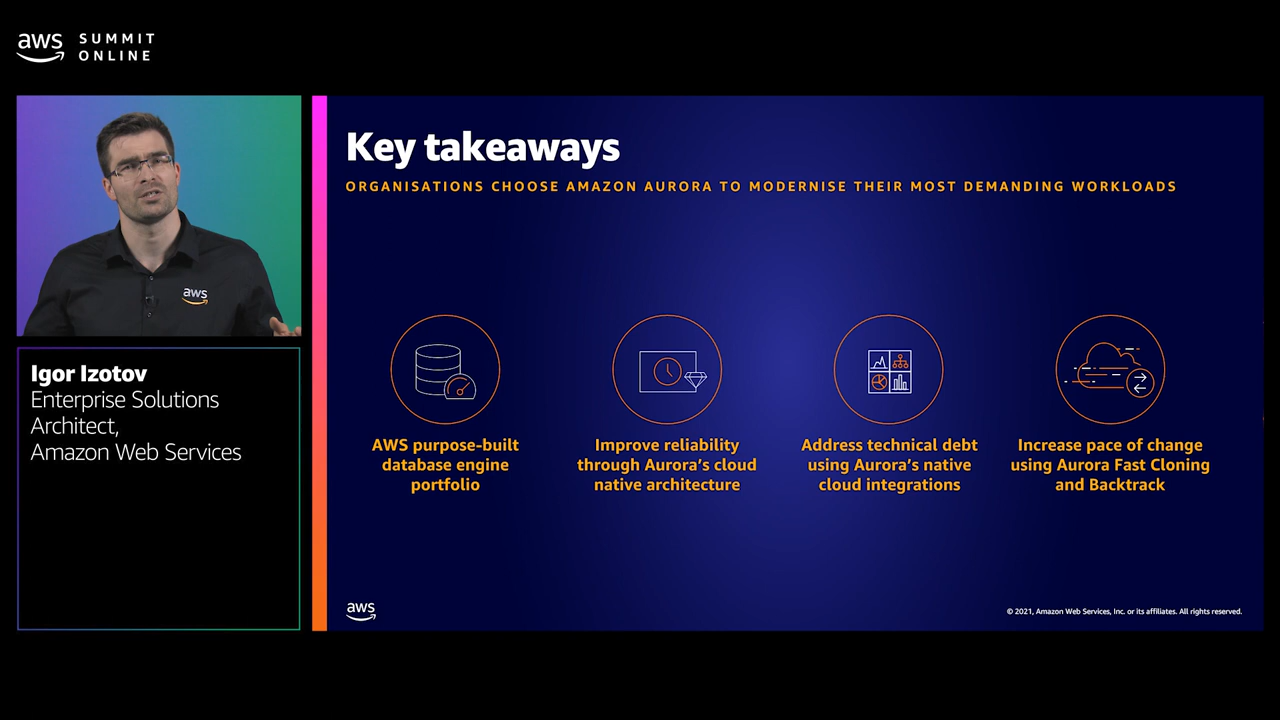 aws SUMMIT
ONLINE
aws
Igor Izotov
Enterprise Solutions
Architect,
Amazon Web Services
Key takeaways
ORGANISATIONS CHOOSE AMAZON AURORA TO MODERNISE THEIR MOST DEMANDING WORKLOADS
AWS purpose-built
database engine
portfolio
Improve reliability
through Aurora's cloud
native architecture
Address technical debt
using Aurora's native
cloud integrations
Increase pace of change
using Aurora Fast Cloning
and Backtrack
aws
© 2021, Amazon Web Services, Inc. or its affiliates. All rights reserved.